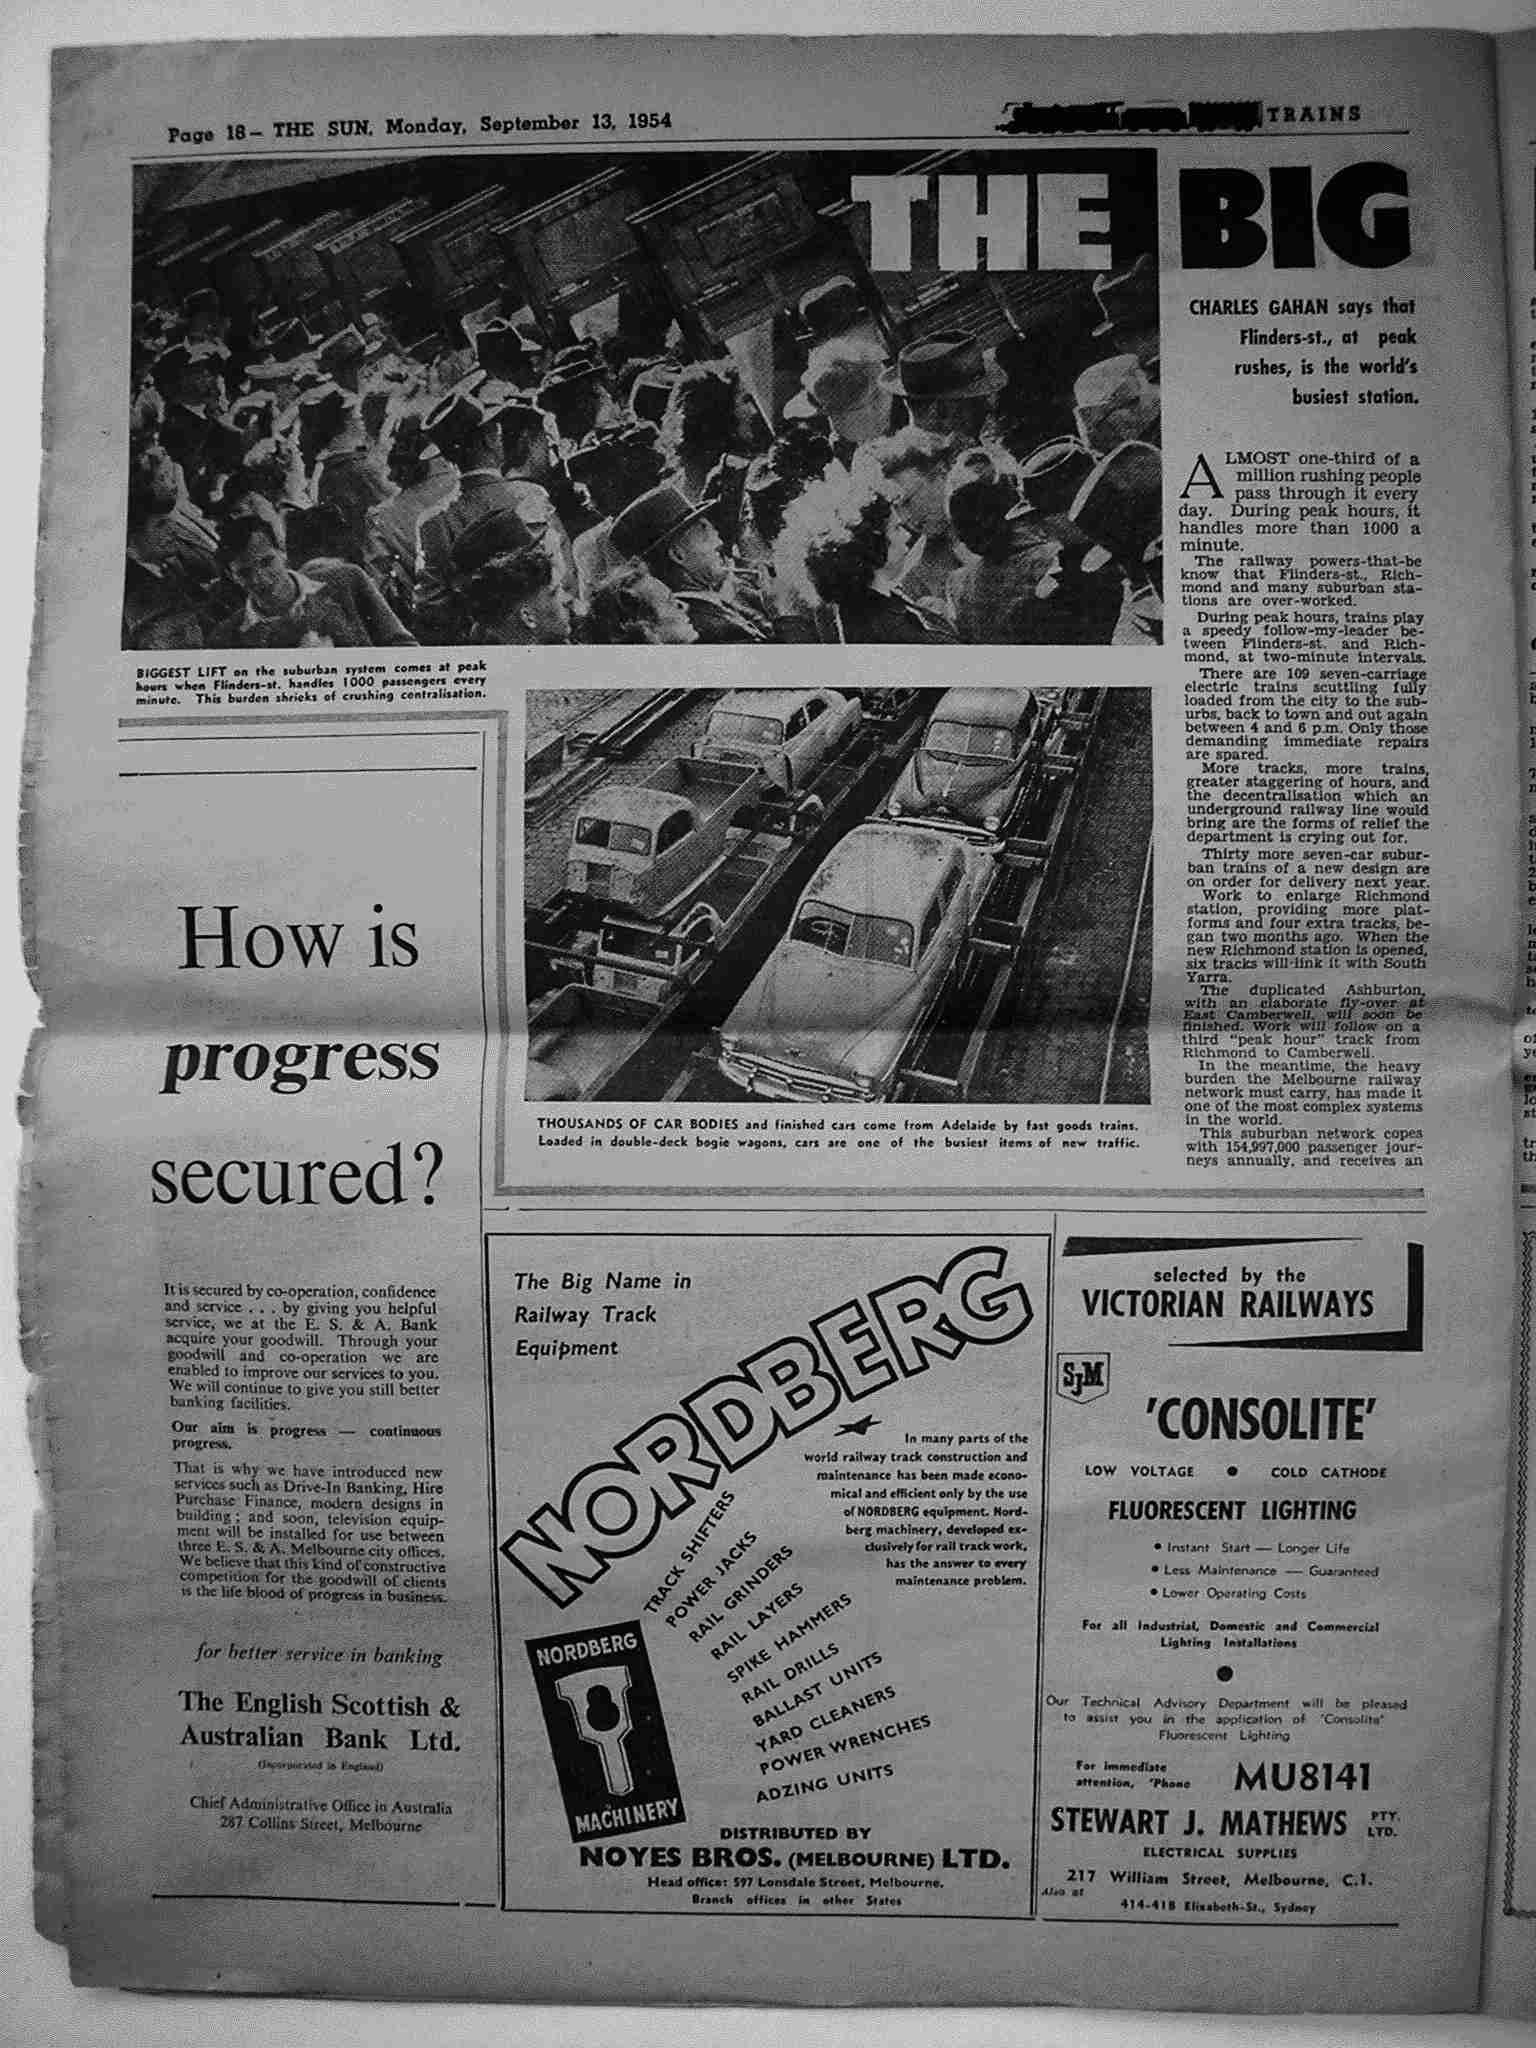 Page 18— THE SUN, Monday, September 13, 1954
TRAINS
THE BIG
CHARLES GAHAN says that
Flinders-st., at peak
rushes, is the world's
busiest station.
ALMOST one-third of a
million rushing people
pass through it every
day. During peak hours, it
handles more than 1000 a
minute.
The railway powers-that-be
know that Flinders-st., Rich-
mond and many suburban sta-
tions are over-worked.
During peak hours, trains play
a speedy follow-my-leader be-
tween Flinders-st. and Rich-
mond, at two-minute intervals.
There are 109 seven-carriage
electric trains scuttling fully
loaded from the city to the sub-
urbs, back to town and out again
between 4 and 6 p.m. Only those
demanding immediate repairs
are spared.
More tracks, more trains,
greater staggering of hours, and
the decentralisation which an
underground railway line would
bring are the forms of relief the
department is crying out for.
Thirty more seven-car subur-
ban trains of a new design are
on order for delivery next year.
Work to enlarge Richmond
station, providing more plat-
forms and four extra tracks, be-
gan two months ago. When the
new Richmond station is opened,
six tracks will link it with South
Yarra.
The duplicated Ashburton,
with an elaborate fly-over at
East Camberwell, will soon be
finished. Work will follow on a
third "peak hour" track from
Richmond to Camberwell.
In the meantime, the heavy
burden the Melbourne railway
network must carry, has made it
one of the most complex systems
in the world.
This suburban network copes
with 154,997,000 passenger jour-
neys annually, and receives an
BIGGEST LIFT on the suburban system comes at peak
hours when Flinders-st. handles 1000 passengers every
minute. This burden shrieks of crushing centralisation.
THOUSANDS OF CAR BODIES and finished cars come from Adelaide by fast goods trains.
Loaded in double-deck bogie wagons, cars are one of the busiest items of new traffic.
How is
progress
secured?
It is secured by co-operation, confidence
and service . . . by giving you helpful
service, we at the E. S. & A. Bank
acquire your goodwill. Through your
goodwill and co-operation we are
enabled to improve our services to you.
We will continue to give you still better
banking facilities.
Our aim is progress — continuous
progress.
That is why we have introduced new
services such as Drive-In Banking, Hire
Purchase Finance, modern designs in
building; and soon, television equip-
ment will be installed for use between
three E. S. & A. Melbourne city offices.
We believe that this kind of constructive
competition for the goodwill of clients
is the life blood of progress in business.
for better service in banking
The English Scottish &
Australian Bank Ltd.
(Incorporated in England)
Chief Administrative Office in Australia
287 Collins Street, Melbourne
The Big Name in
Railway Track
Equipment
NORDBERG
In many parts of the
world railway track construction and
maintenance has been made econo-
mical and efficient only by the use
of NORDBERG equipment. Nord-
berg machinery, developed ex-
clusively for rail track work,
has the answer to every
maintenance problem.
TRACK SHIFTERS
POWER JACKS
RAIL GRINDERS
RAIL LAYERS
SPIKE HAMMERS
RAIL DRILLS
BALLAST UNITS
YARD CLEANERS
POWER WRENCHES
ADZING UNITS
NORDBERG
MACHINERY
DISTRIBUTED BY
NOYES BROS. (MELBOURNE) LTD.
Head office: 597 Lonsdale Street, Melbourne.
Branch offices in other States
selected by the
VICTORIAN RAILWAYS
SJM
'CONSOLITE'
LOW VOLTAGE ● COLD CATHODE
FLUORESCENT LIGHTING
• Instant Start — Longer Life
• Less Maintenance — Guaranteed
• Lower Operating Costs
For all Industrial, Domestic and Commercial
Lighting Installations
Our Technical Advisory Department will be pleased
to assist you in the application of 'Consolite'
Fluorescent Lighting
For immediate
attention, 'Phone
MU8141
STEWART J. MATHEWS PTY. LTD.
ELECTRICAL SUPPLIES
217 William Street, Melbourne, C.1.
Also at
414-418 Elizabeth-St., Sydney